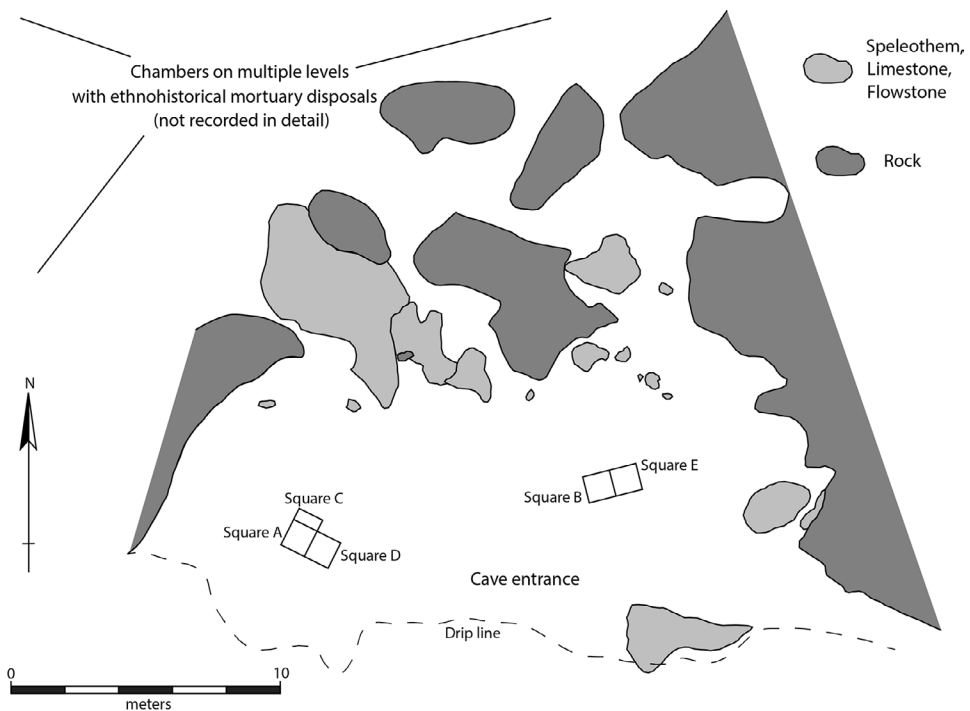 Chambers on multiple levels
with ethnohistorical mortuary disposals
(not recorded in detail)
Speleothem,
Limestone,
Flowstone
Rock
N
Square C
Square A
Square D
Square E
Square B
Cave entrance
Drip line
0
10
meters